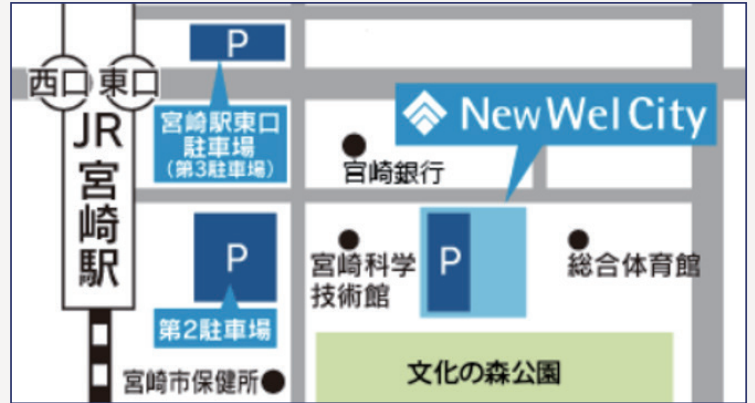 P
西口
東口
JR
宮崎駅
宮崎駅東口
駐車場
(第3駐車場)
New Wel City
宮崎銀行
P
第2駐車場
宮崎科学
技術館
P
総合体育館
文化の森公園
宮崎市保健所